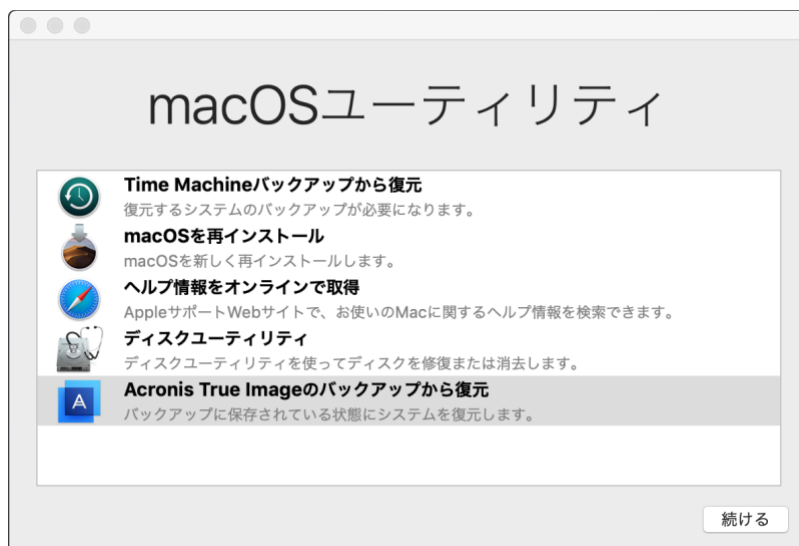 macOSユーティリティ
Time Machineバックアップから復元
復元するシステムのバックアップが必要になります。
macOSを再インストール
macOSを新しく再インストールします。
ヘルプ情報をオンラインで取得
AppleサポートWebサイトで、お使いのMacに関するヘルプ情報を検索できます。
ディスクユーティリティ
ディスクユーティリティを使ってディスクを修復または消去します。
Acronis True Imageのバックアップから復元
バックアップに保存されている状態にシステムを復元します。
続ける